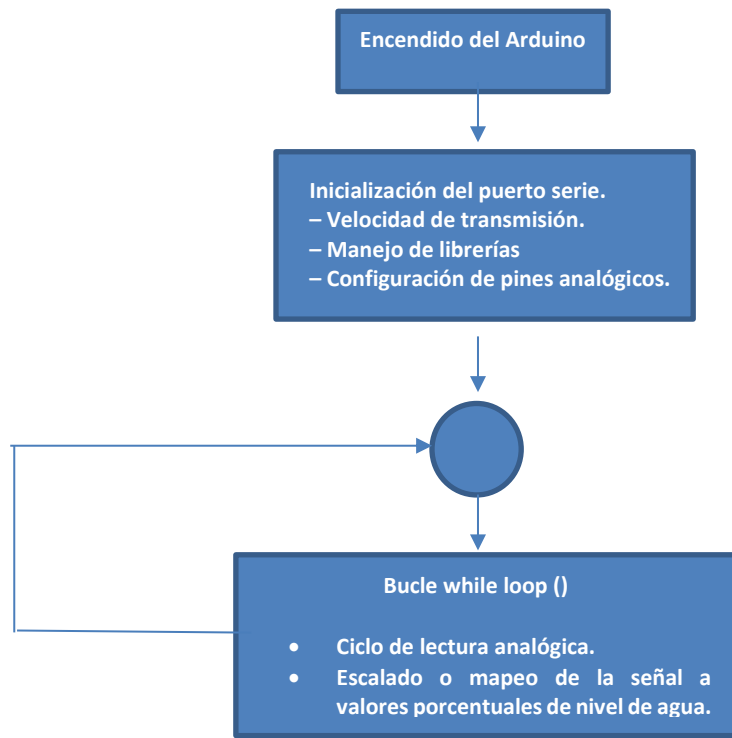 Encendido del Arduino
Inicialización del puerto serie.
– Velocidad de transmisión.
– Manejo de librerías
– Configuración de pines analógicos.
Bucle while loop ()
• Ciclo de lectura analógica.
• Escalado o mapeo de la señal a
valores porcentuales de nivel de agua.